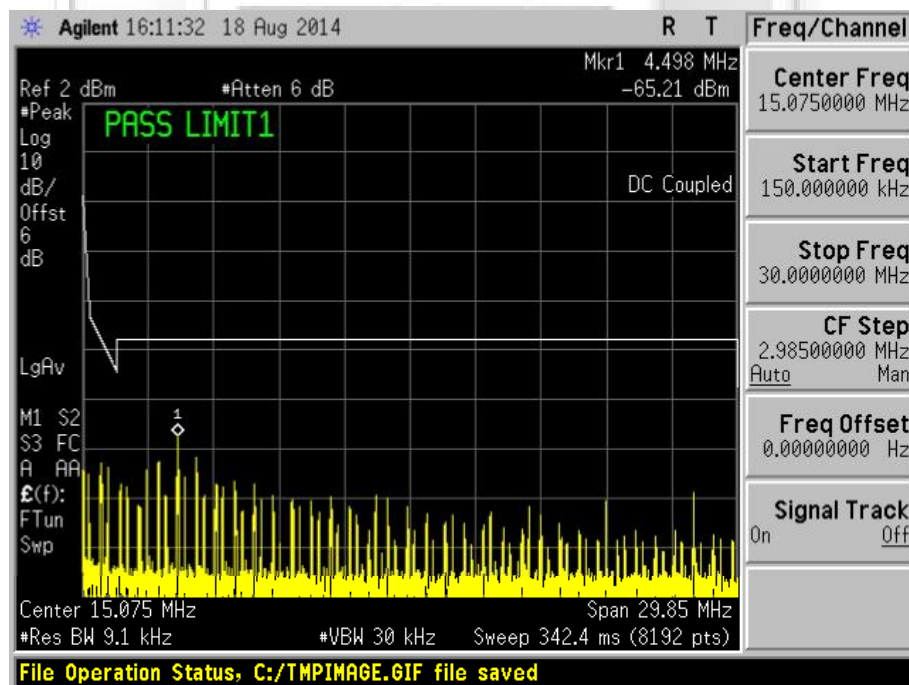 Agilent 16:11:32 18 Aug 2014 R T
Mkr1 4.498 MHz
Ref 2 dBm #Atten 6 dB -65.21 dBm
#Peak
Log
10
dB/
Offst
6
dB
PASS LIMIT1
DC Coupled
LgAv
M1 S2
S3 FC
A AA
£(f):
FTun
Swp
1
Center 15.075 MHz Span 29.85 MHz
#Res BW 9.1 kHz #VBW 30 kHz Sweep 342.4 ms (8192 pts)
File Operation Status, C:/TMPIMAGE.GIF file saved
Freq/Channel
Center Freq
15.0750000 MHz
Start Freq
150.000000 kHz
Stop Freq
30.0000000 MHz
CF Step
2.98500000 MHz
Auto Man
Freq Offset
0.00000000 Hz
Signal Track
On Off